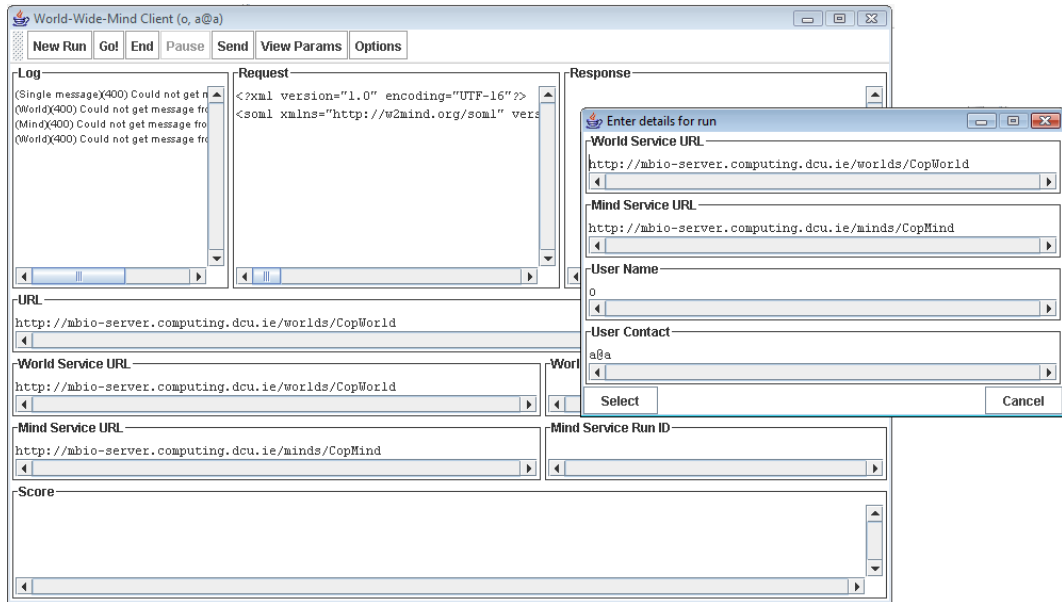 World-Wide-Mind Client (o, a@a)
New Run Go! End Pause Send View Params Options
Log
(Single message)(400) Could not get m
(World)(400) Could not get message fro
(Mind)(400) Could not get message fro
(World)(400) Could not get message fro
Request
<?xml version="1.0" encoding="UTF-16"?>
<soml xmlns="http://w2mind.org/soml" vers
Response
URL
http://mbio-server.computing.dcu.ie/worlds/CopWorld
World Service URL
http://mbio-server.computing.dcu.ie/worlds/CopWorld
Worl
Mind Service URL
http://mbio-server.computing.dcu.ie/minds/CopMind
Mind Service Run ID
Score
Enter details for run
World Service URL
http://mbio-server.computing.dcu.ie/worlds/CopWorld
Mind Service URL
http://mbio-server.computing.dcu.ie/minds/CopMind
User Name
o
User Contact
a@a
Select Cancel